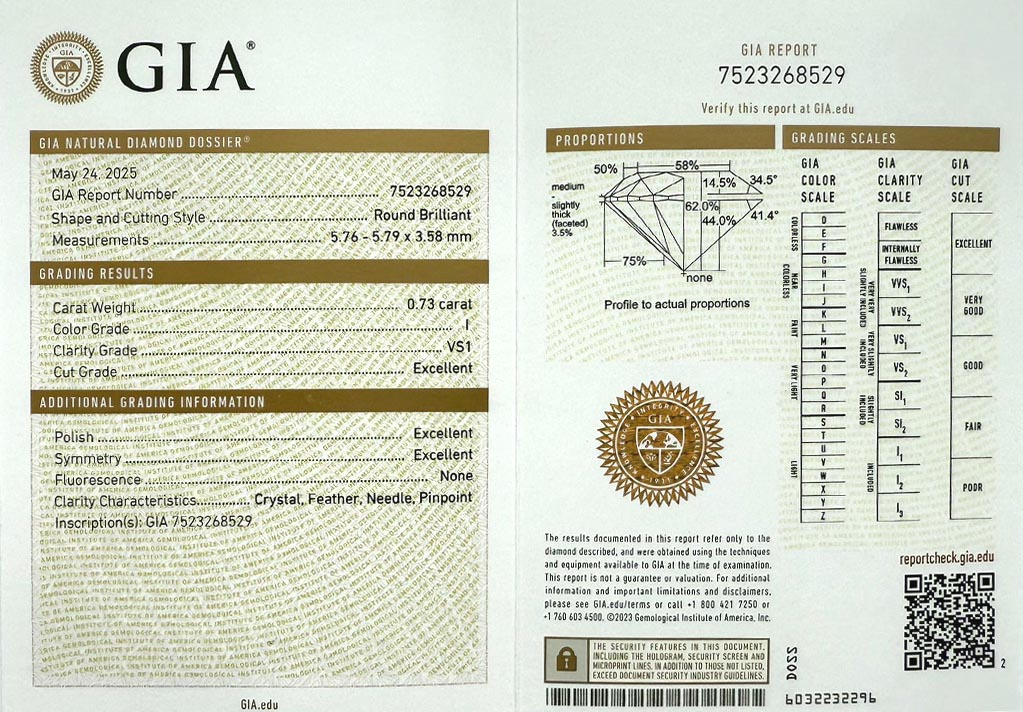 GIA®
GIA NATURAL DIAMOND DOSSIER®
May 24, 2025
GIA Report Number 7523268529
Shape and Cutting Style Round Brilliant
Measurements 5.76 - 5.79 x 3.58 mm
GRADING RESULTS
Carat Weight 0.73 carat
Color Grade I
Clarity Grade VS1
Cut Grade Excellent
ADDITIONAL GRADING INFORMATION
Polish Excellent
Symmetry Excellent
Fluorescence None
Clarity Characteristics Crystal, Feather, Needle, Pinpoint
Inscription(s): GIA 7523268529
GIA.edu
GIA REPORT
7523268529
Verify this report at GIA.edu
PROPORTIONS
50%
58%
medium
-
slightly
thick
(faceted)
3.5%
14.5%
34.5°
62.0%
44.0%
41.4°
75%
none
Profile to actual proportions
INTEGRITY
GIA
KNOWLEDGE
1931
The results documented in this report refer only to the
diamond described, and were obtained using the techniques
and equipment available to GIA at the time of examination.
This report is not a guarantee or valuation. For additional
information and important limitations and disclaimers,
please see GIA.edu/terms or call +1 800 421 7250 or
+1 760 603 4500. ©2023 Gemological Institute of America, Inc.
THE SECURITY FEATURES IN THIS DOCUMENT,
INCLUDING THE HOLOGRAM, SECURITY SCREEN AND
MICROPRINT LINES, IN ADDITION TO THOSE NOT LISTED,
EXCEED DOCUMENT SECURITY INDUSTRY GUIDELINES.
GRADING SCALES
GIA
COLOR
SCALE
COLORLESS
D
E
F
NEAR
COLORLESS
G
H
I
J
FAINT
K
L
M
VERY LIGHT
N
O
P
Q
R
LIGHT
S
T
U
V
W
X
Y
Z
GIA
CLARITY
SCALE
FLAWLESS
INTERNALLY
FLAWLESS
VERY VERY
SLIGHTLY INCLUDED
VVS1
VVS2
VERY SLIGHTLY
INCLUDED
VS1
VS2
SLIGHTLY
INCLUDED
SI1
SI2
INCLUDED
I1
I2
I3
GIA
CUT
SCALE
EXCELLENT
VERY
GOOD
GOOD
FAIR
POOR
reportcheck.gia.edu
2
D022
6032232296